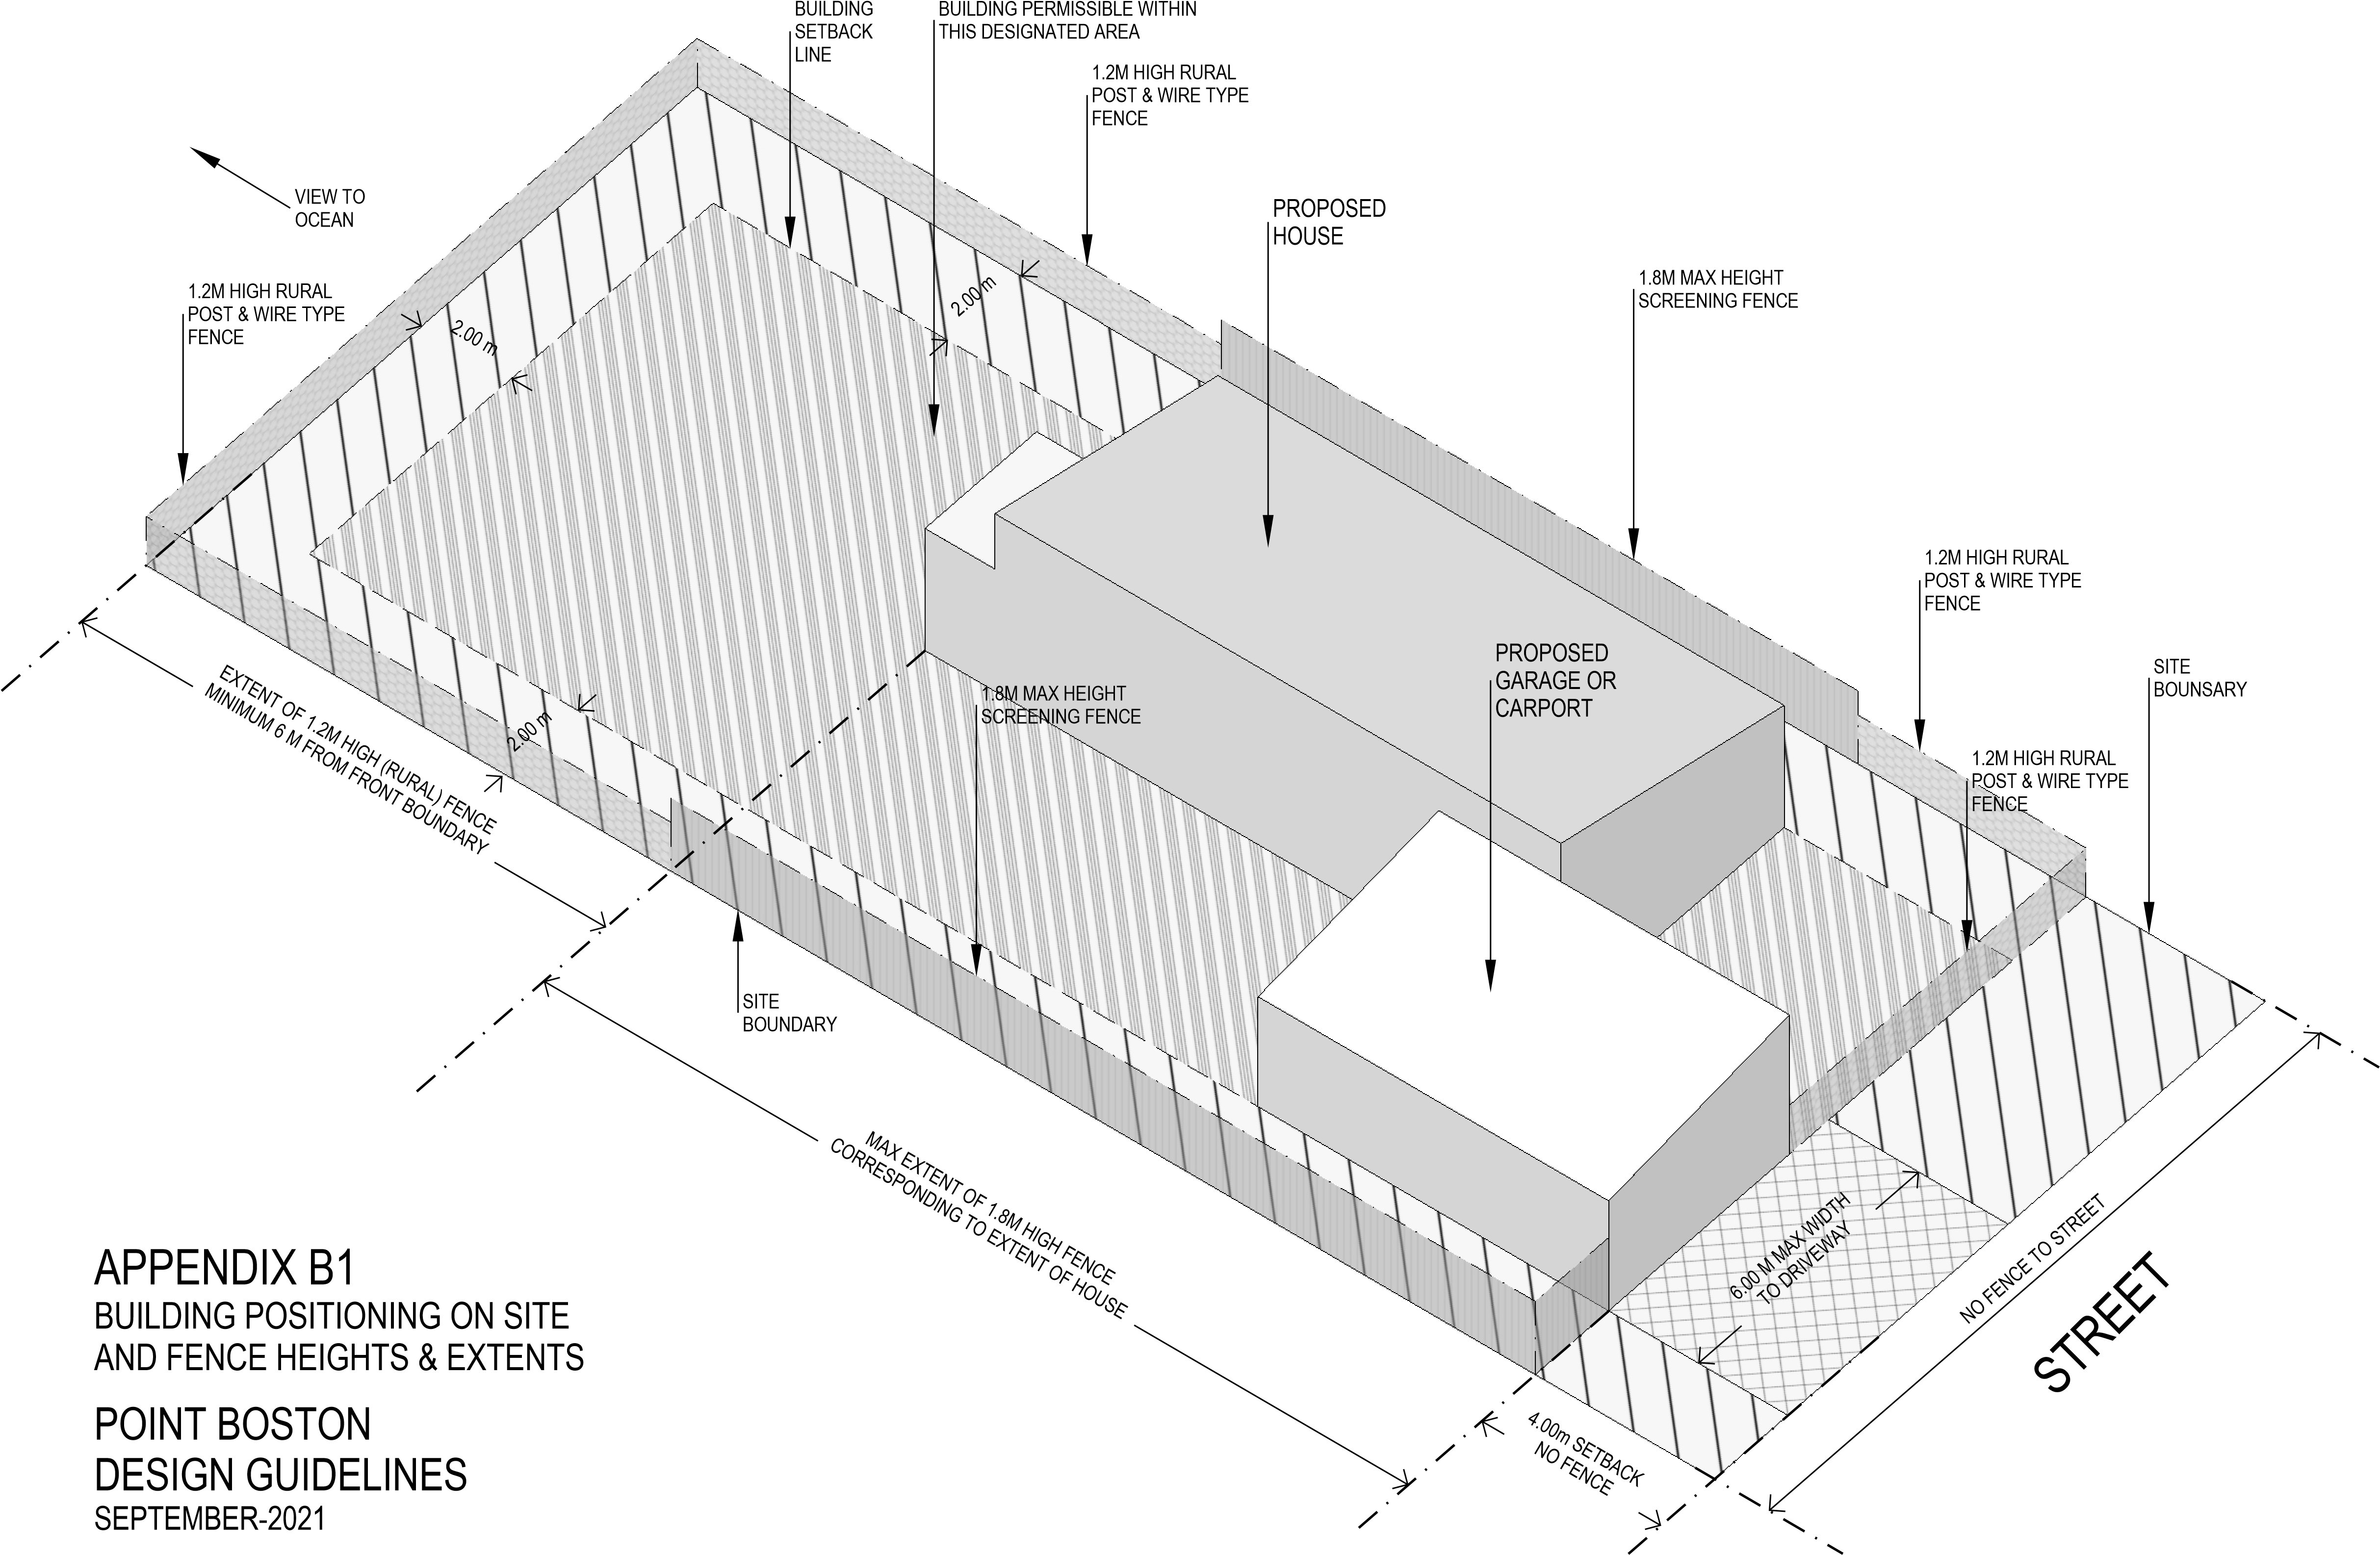 BUILDING
SETBACK
LINE
BUILDING PERMISSIBLE WITHIN
THIS DESIGNATED AREA
1.2M HIGH RURAL
POST & WIRE TYPE
FENCE
VIEW TO
OCEAN
PROPOSED
HOUSE
1.8M MAX HEIGHT
SCREENING FENCE
1.2M HIGH RURAL
POST & WIRE TYPE
FENCE
2.00 m
2.00 m
1.2M HIGH RURAL
POST & WIRE TYPE
FENCE
SITE
BOUNSARY
PROPOSED
GARAGE OR
CARPORT
1.8M MAX HEIGHT
SCREENING FENCE
2.00 m
1.2M HIGH RURAL
POST & WIRE TYPE
FENCE
EXTENT OF 1.2M HIGH (RURAL) FENCE
MINIMUM 6 M FROM FRONT BOUNDARY
SITE
BOUNDARY
MAX EXTENT OF 1.8M HIGH FENCE
CORRESPONDING TO EXTENT OF HOUSE
6.00 M MAX WIDTH
TO DRIVEWAY
NO FENCE TO STREET
STREET
4.00m SETBACK
NO FENCE
APPENDIX B1
BUILDING POSITIONING ON SITE
AND FENCE HEIGHTS & EXTENTS
POINT BOSTON
DESIGN GUIDELINES
SEPTEMBER-2021